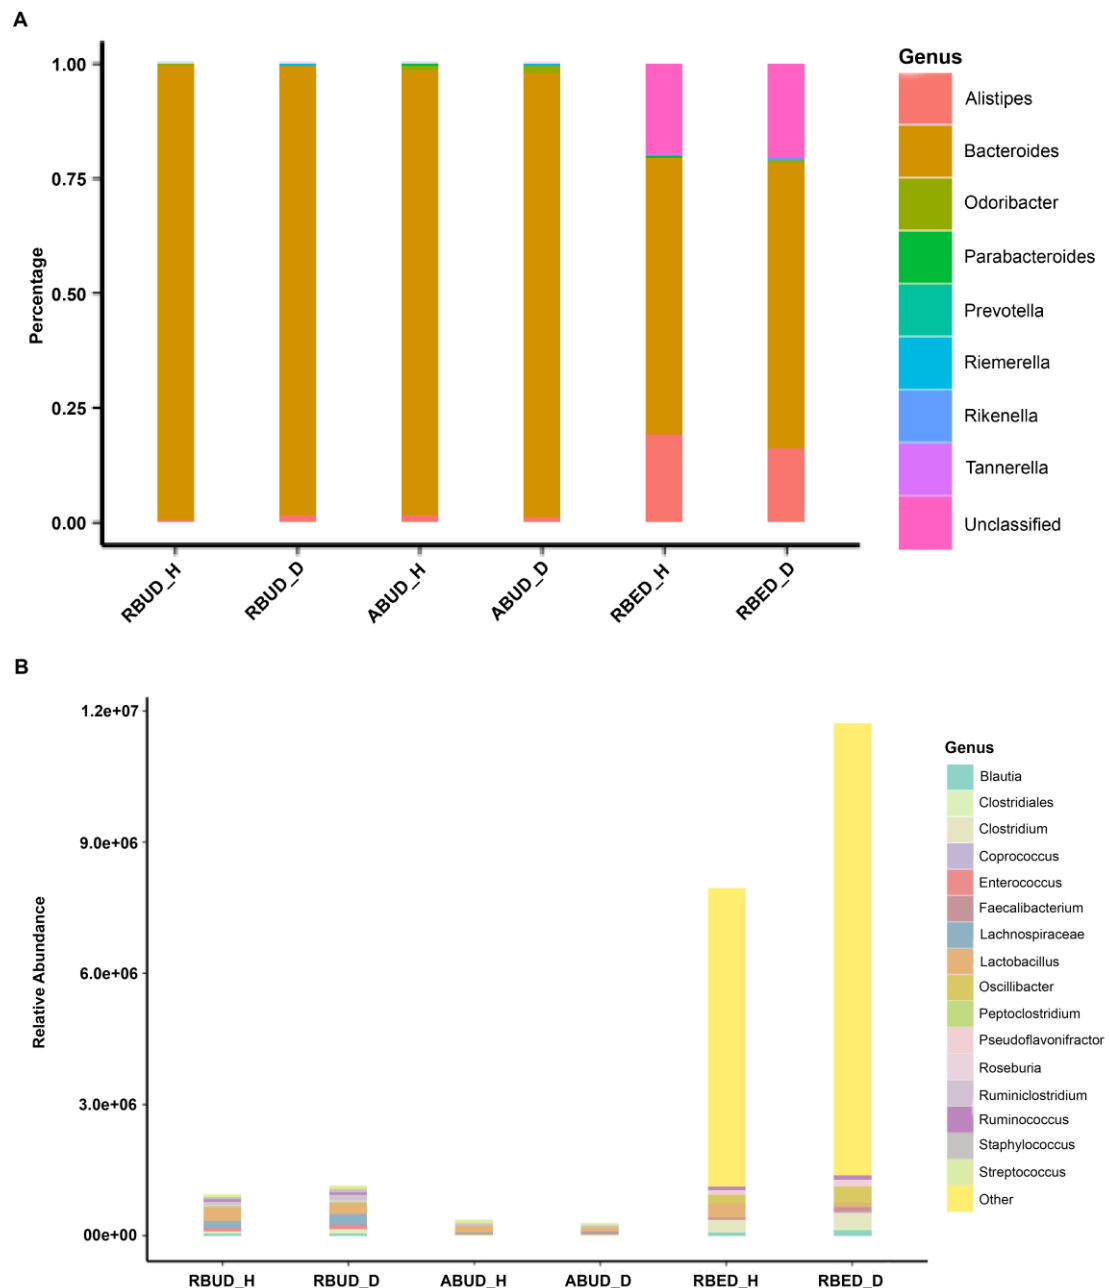 A
Percentage
1.00
0.75
0.50
0.25
0.00
RBUD_H
RBUD_D
ABUD_H
ABUD_D
RBED_H
RBED_D
Genus
Alistipes
Bacteroides
Odoribacter
Parabacteroides
Prevotella
Riemerella
Rikenella
Tannerella
Unclassified
B
Relative Abundance
1.2e+07
9.0e+06
6.0e+06
3.0e+06
00e+00
RBUD_H
RBUD_D
ABUD_H
ABUD_D
RBED_H
RBED_D
Genus
Blautia
Clostridiales
Clostridium
Coprococcus
Enterococcus
Faecalibacterium
Lachnospiraceae
Lactobacillus
Oscillibacter
Peptoclostridium
Pseudoflavonifractor
Roseburia
Ruminiclostridium
Ruminococcus
Staphylococcus
Streptococcus
Other